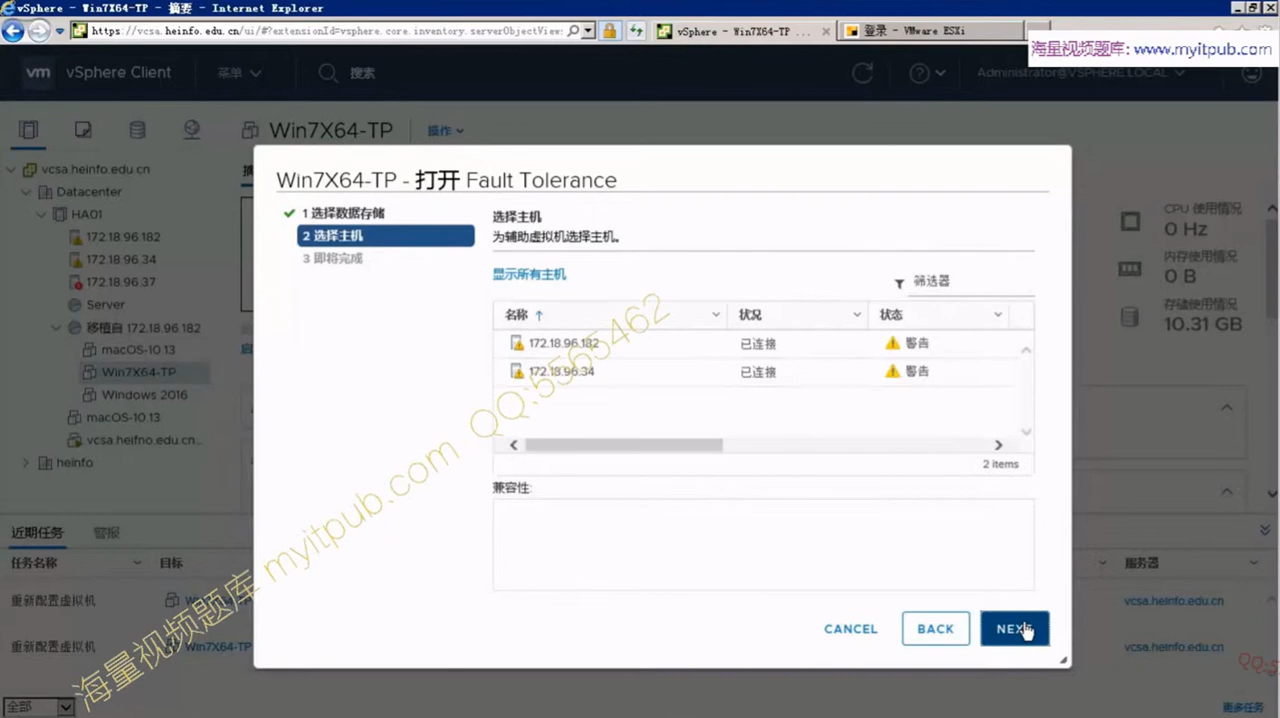 vSphere - Win7X64-TP - 摘要 - Internet Explorer
https://vcsa.heinfo.edu.cn/ui/#?extensionId=vsphere.core.inventory.serverObjectView:
vSphere - Win7X64-TP ...
登录 - VMware ESXi
海量视频题库: www.myitpub.com
vm vSphere Client 菜单 搜索
Administrator@VSPHERE.LOCAL
Win7X64-TP 操作
vcsa.heinfo.edu.cn
Datacenter
HA01
172.18.96.182
172.18.96.34
172.18.96.37
Server
移植自 172.18.96.182
macOS-10.13
Win7X64-TP
Windows 2016
macOS-10.13
vcsa.heifno.edu.cn...
heinfo
Win7X64-TP - 打开 Fault Tolerance
1 选择数据存储
2 选择主机
3 即将完成
选择主机
为辅助虚拟机选择主机。
显示所有主机
筛选器
名称 状况 状态
172.18.96.182 已连接 警告
172.18.96.34 已连接 警告
2 items
兼容性:
CANCEL BACK NEXT
CPU 使用情况
0 Hz
内存使用情况
0 B
存储使用情况
10.31 GB
近期任务 警报
任务名称 目标 服务器
重新配置虚拟机 vcsa.heinfo.edu.cn
重新配置虚拟机 Win7X64-TP vcsa.heinfo.edu.cn
全部 更多任务
海量视频题库 myitpub.com QQ:5565462
QQ:5